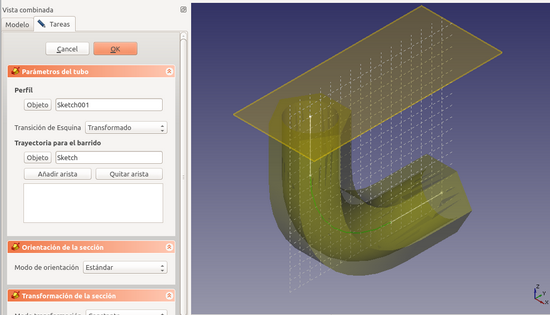 Vista combinada
Modelo
Tareas
Cancel
OK
Parámetros del tubo
Perfil
Objeto
Sketch001
Transición de Esquina
Transformado
Trayectoria para el barrido
Objeto
Sketch
Añadir arista
Quitar arista
Orientación de la sección
Modo de orientación
Estándar
Transformación de la sección
Z
Y
X